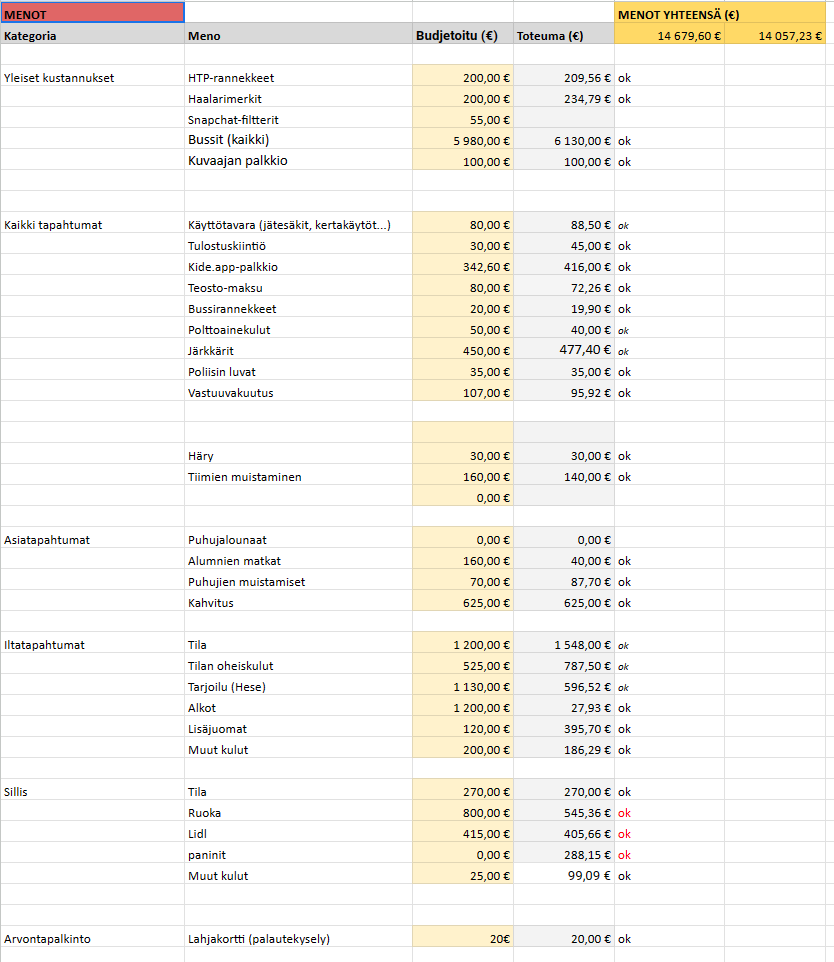 MENOT MENOT YHTEENSÄ (€)
Kategoria Meno Budjetoitu (€) Toteuma (€) 14 679,60 € 14 057,23 €
Yleiset kustannukset HTP-rannekkeet 200,00 € 209,56 € ok
Haalarimerkit 200,00 € 234,79 € ok
Snapchat-filtterit 55,00 €
Bussit (kaikki) 5 980,00 € 6 130,00 € ok
Kuvaajan palkkio 100,00 € 100,00 € ok
Kaikki tapahtumat Käyttötavara (jätesäkit, kertakäytöt...) 80,00 € 88,50 € ok
Tulostuskiintiö 30,00 € 45,00 € ok
Kide.app-palkkio 342,60 € 416,00 € ok
Teosto-maksu 80,00 € 72,26 € ok
Bussirannekkeet 20,00 € 19,90 € ok
Polttoainekulut 50,00 € 40,00 € ok
Järkkärit 450,00 € 477,40 € ok
Poliisin luvat 35,00 € 35,00 € ok
Vastuuvakuutus 107,00 € 95,92 € ok
Häry 30,00 € 30,00 € ok
Tiimien muistaminen 160,00 € 140,00 € ok
0,00 €
Asiatapahtumat Puhujalounaat 0,00 € 0,00 €
Alumnien matkat 160,00 € 40,00 € ok
Puhujien muistamiset 70,00 € 87,70 € ok
Kahvitus 625,00 € 625,00 € ok
Iltatapahtumat Tila 1 200,00 € 1 548,00 € ok
Tilan oheiskulut 525,00 € 787,50 € ok
Tarjoilu (Hese) 1 130,00 € 596,52 € ok
Alkot 1 200,00 € 27,93 € ok
Lisäjuomat 120,00 € 395,70 € ok
Muut kulut 200,00 € 186,29 € ok
Sillis Tila 270,00 € 270,00 € ok
Ruoka 800,00 € 545,36 € ok
Lidl 415,00 € 405,66 € ok
paninit 0,00 € 288,15 € ok
Muut kulut 25,00 € 99,09 € ok
Arvontapalkinto Lahjakortti (palautekysely) 20€ 20,00 € ok